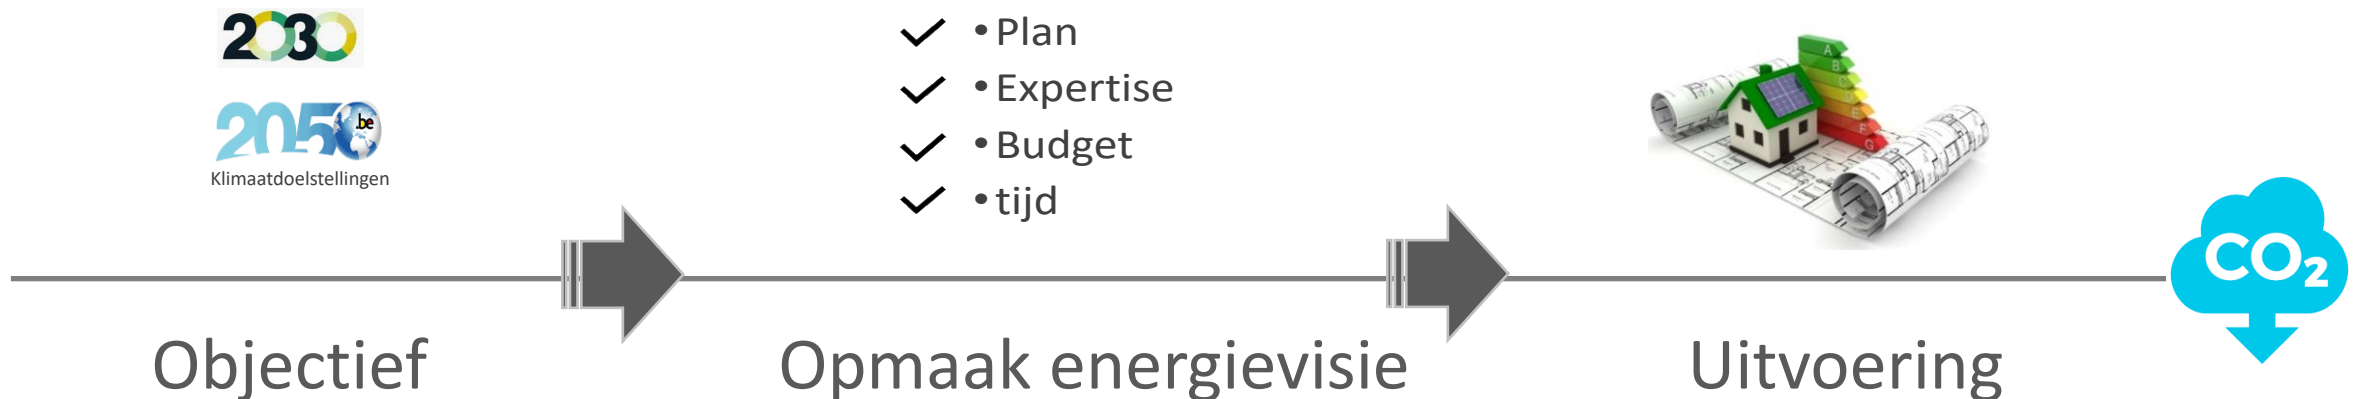 2030
2050
.be
Klimaatdoelstellingen
Objectief
✓ • Plan
✓ • Expertise
✓ • Budget
✓ • tijd
Opmaak energievisie
A
B
C
D
E
F
G
Uitvoering
CO₂